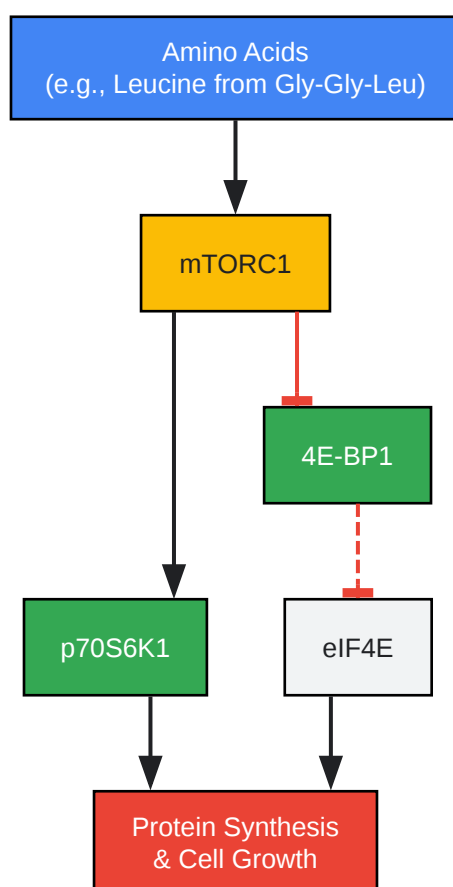 Amino Acids
(e.g., Leucine from Gly-Gly-Leu)
mTORC1
4E-BP1
p70S6K1
eIF4E
Protein Synthesis
& Cell Growth